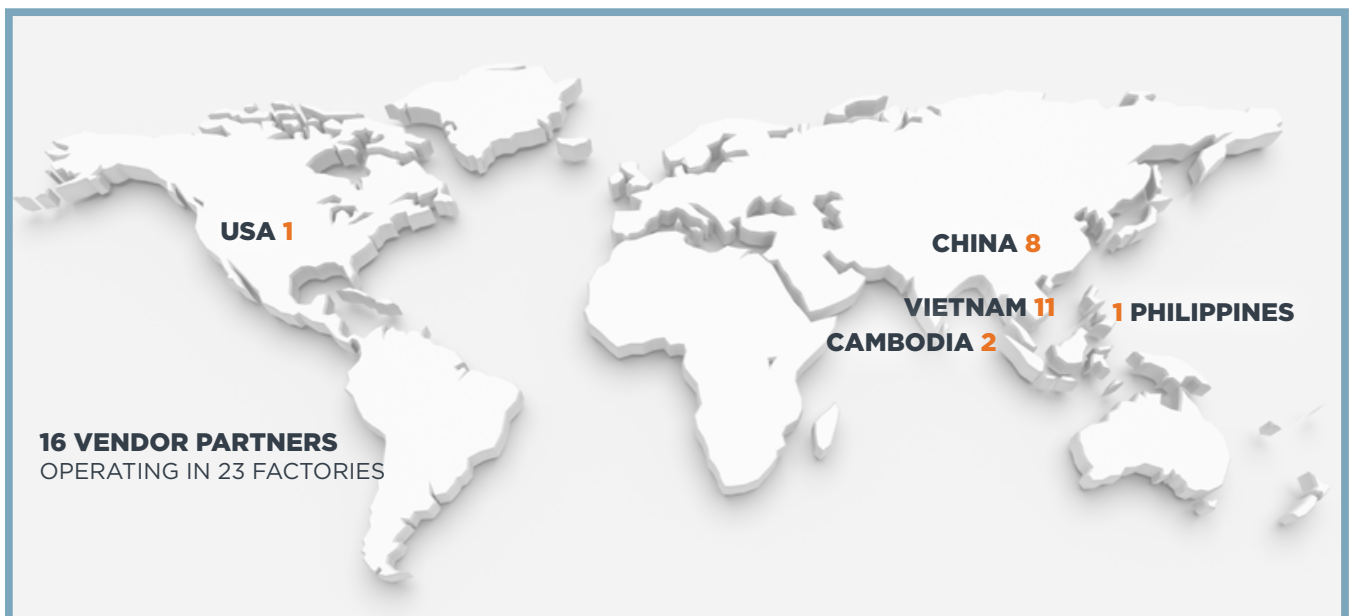 USA 1
CHINA 8
VIETNAM 11
1 PHILIPPINES
CAMBODIA 2
16 VENDOR PARTNERS
OPERATING IN 23 FACTORIES